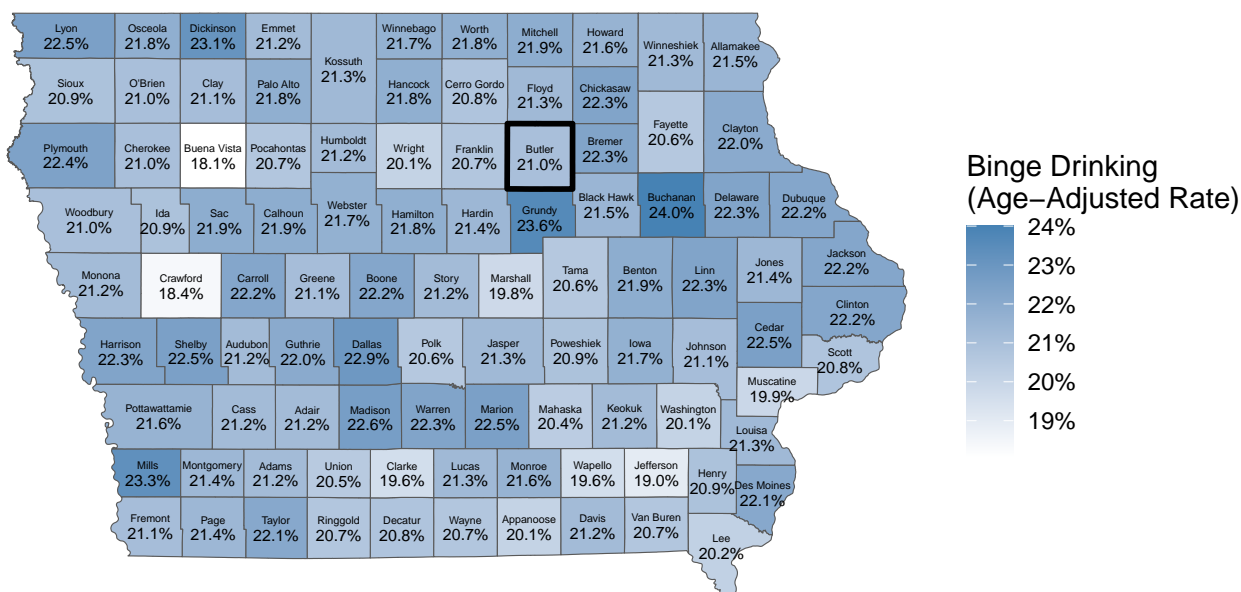 Lyon
22.5%
Osceola
21.8%
Dickinson
23.1%
Emmet
21.2%
Kossuth
21.3%
Winnebago
21.7%
Worth
21.8%
Mitchell
21.9%
Howard
21.6%
Winneshiek
21.3%
Allamakee
21.5%
Sioux
20.9%
O'Brien
21.0%
Clay
21.1%
Palo Alto
21.8%
Hancock
21.8%
Cerro Gordo
20.8%
Floyd
21.3%
Chickasaw
22.3%
Plymouth
22.4%
Cherokee
21.0%
Buena Vista
18.1%
Pocahontas
20.7%
Humboldt
21.2%
Wright
20.1%
Franklin
20.7%
Butler
21.0%
Bremer
22.3%
Fayette
20.6%
Clayton
22.0%
Woodbury
21.0%
Ida
20.9%
Sac
21.9%
Calhoun
21.9%
Webster
21.7%
Hamilton
21.8%
Hardin
21.4%
Grundy
23.6%
Black Hawk
21.5%
Buchanan
24.0%
Delaware
22.3%
Dubuque
22.2%
Monona
21.2%
Crawford
18.4%
Carroll
22.2%
Greene
21.1%
Boone
22.2%
Story
21.2%
Marshall
19.8%
Tama
20.6%
Benton
21.9%
Linn
22.3%
Jones
21.4%
Jackson
22.2%
Clinton
22.2%
Harrison
22.3%
Shelby
22.5%
Audubon
21.2%
Guthrie
22.0%
Dallas
22.9%
Polk
20.6%
Jasper
21.3%
Poweshiek
20.9%
Iowa
21.7%
Johnson
21.1%
Cedar
22.5%
Scott
20.8%
Muscatine
19.9%
Pottawattamie
21.6%
Cass
21.2%
Adair
21.2%
Madison
22.6%
Warren
22.3%
Marion
22.5%
Mahaska
20.4%
Keokuk
21.2%
Washington
20.1%
Louisa
21.3%
Mills
23.3%
Montgomery
21.4%
Adams
21.2%
Union
20.5%
Clarke
19.6%
Lucas
21.3%
Monroe
21.6%
Wapello
19.6%
Jefferson
19.0%
Henry
20.9%
Des Moines
22.1%
Fremont
21.1%
Page
21.4%
Taylor
22.1%
Ringgold
20.7%
Decatur
20.8%
Wayne
20.7%
Appanoose
20.1%
Davis
21.2%
Van Buren
20.7%
Lee
20.2%
Binge Drinking
(Age−Adjusted Rate)
24%
23%
22%
21%
20%
19%